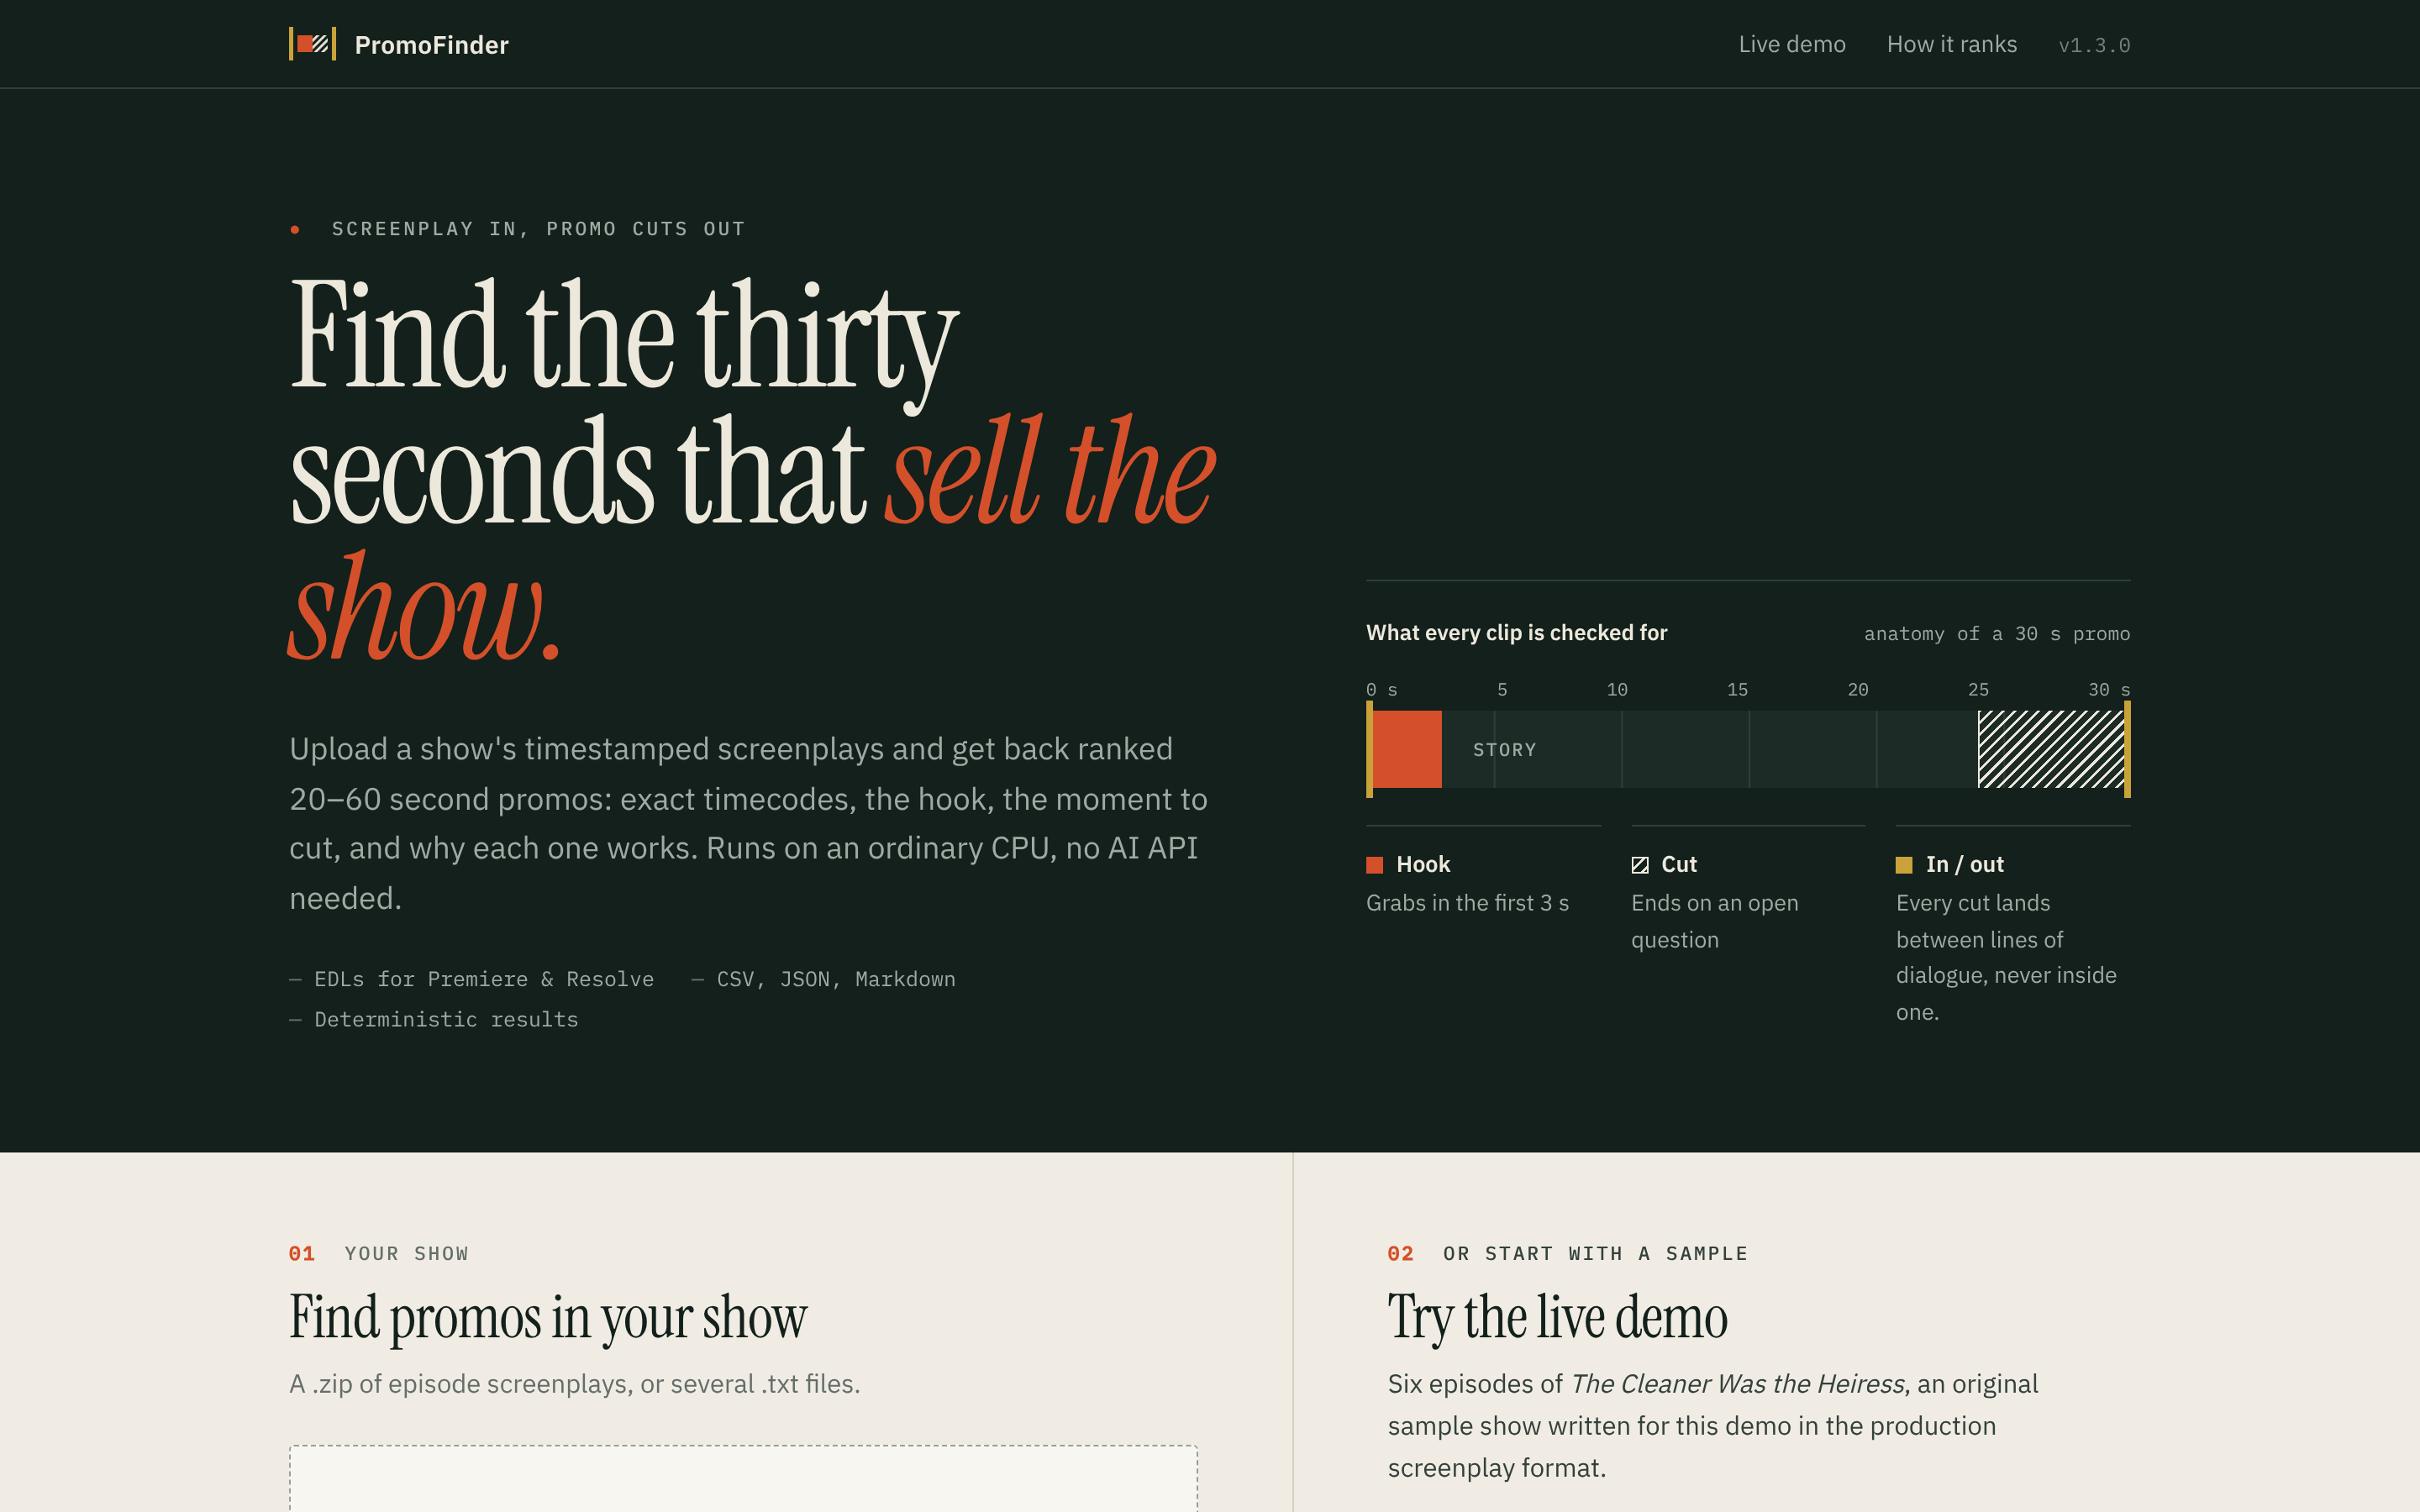 PromoFinder
Live demo
How it ranks
v1.3.0
SCREENPLAY IN, PROMO CUTS OUT
Find the thirty
seconds that sell the
show.
Upload a show's timestamped screenplays and get back ranked
20–60 second promos: exact timecodes, the hook, the moment to
cut, and why each one works. Runs on an ordinary CPU, no AI API
needed.
— EDLs for Premiere & Resolve — CSV, JSON, Markdown
— Deterministic results
What every clip is checked for
anatomy of a 30 s promo
0 s 5 10 15 20 25 30 s
STORY
Hook
Grabs in the first 3 s
Cut
Ends on an open
question
In / out
Every cut lands
between lines of
dialogue, never inside
one.
01 YOUR SHOW
Find promos in your show
A .zip of episode screenplays, or several .txt files.
02 OR START WITH A SAMPLE
Try the live demo
Six episodes of The Cleaner Was the Heiress, an original
sample show written for this demo in the production
screenplay format.